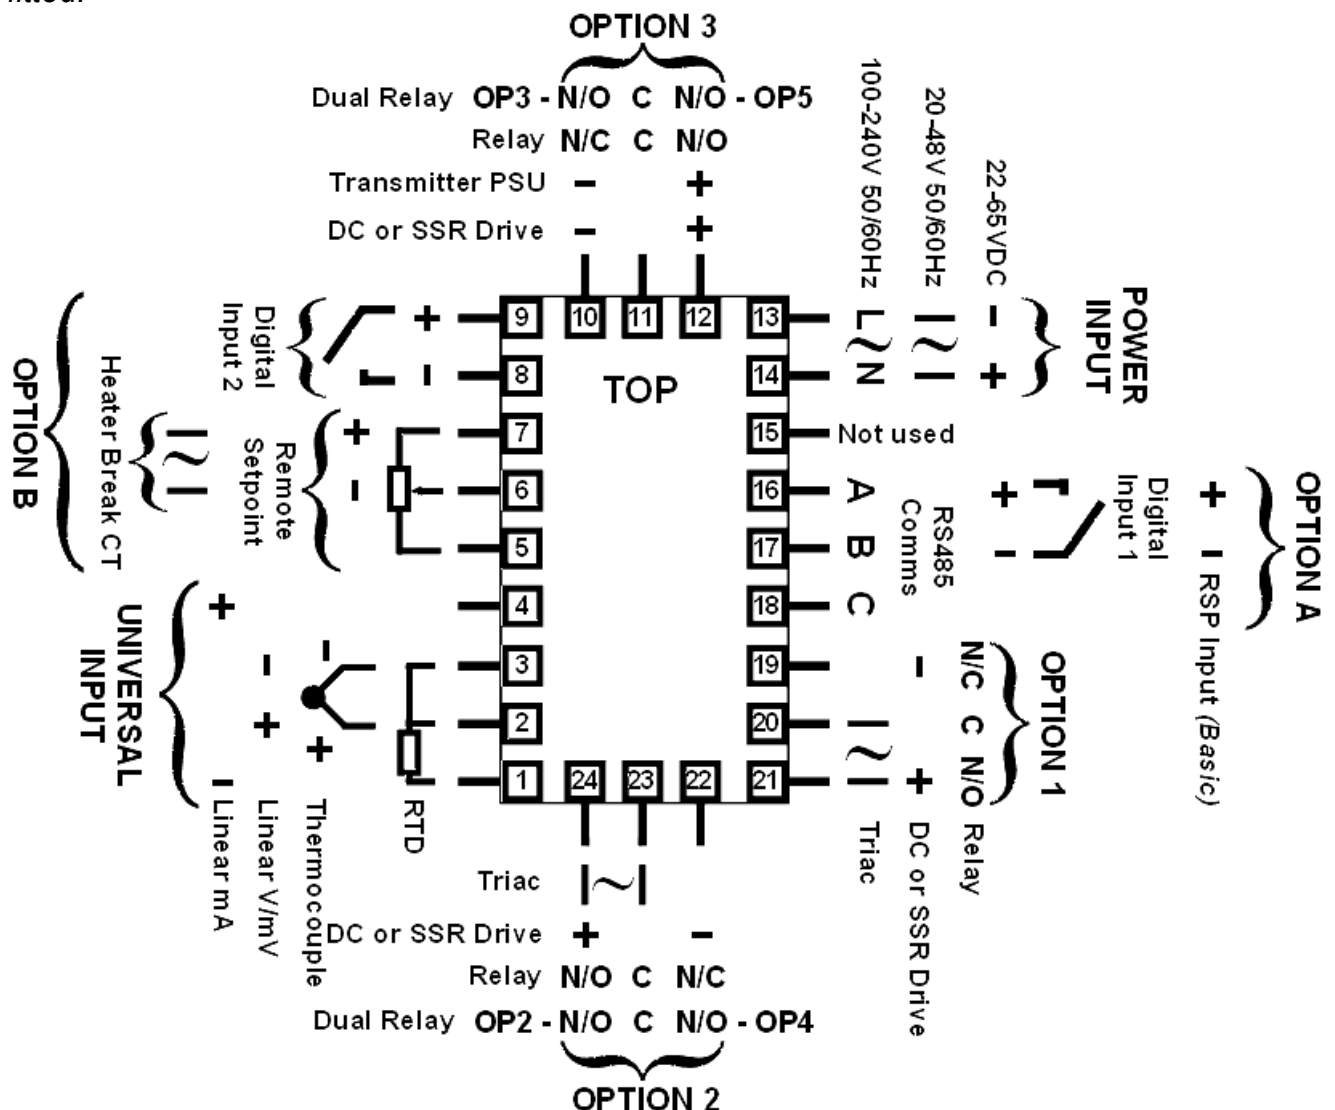 OPTION 3
Dual Relay OP3 - N/O C N/O - OP5
Relay N/C C N/O
Transmitter PSU - +
DC or SSR Drive - +
100-240V 50/60Hz
L ~ N
20-48V 50/60Hz
~
22-65VDC
- +
POWER
INPUT
9 10 11 12 13
8 TOP 14
7 15 Not used
6 16 A
5 17 B
4 18 C
3 19
2 20
1 24 23 22 21
OPTION B
Digital
Input 2
+
-
Heater Break CT
~
Remote
Setpoint
+
-
RS485
Comms
+
-
Digital
Input 1
+ - RSP Input (Basic)
OPTION A
UNIVERSAL
INPUT
+ - Linear mA
- + Linear V/mV
- + Thermocouple
RTD
OPTION 1
N/C C N/O Relay
- + DC or SSR Drive
~ Triac
Triac ~
DC or SSR Drive + -
Relay N/O C N/C
Dual Relay OP2 - N/O C N/O - OP4
OPTION 2